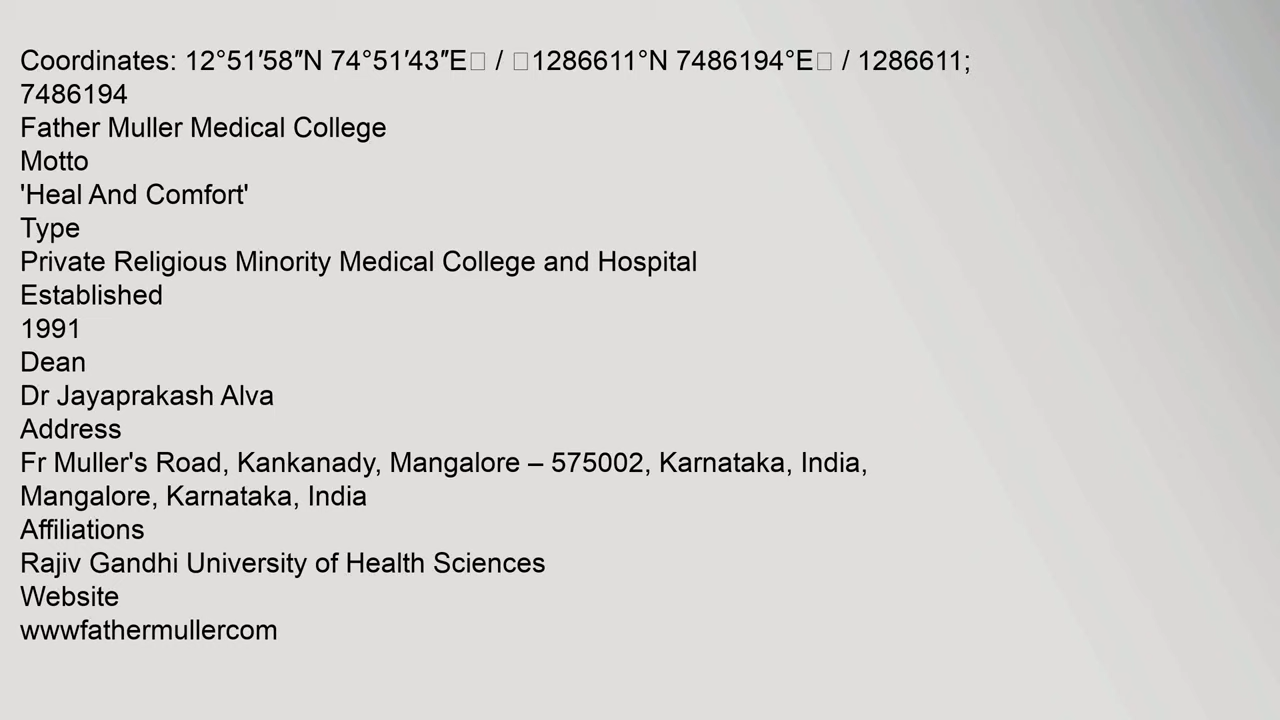 Coordinates: 12°51′58″N 74°51′43″E□ / □1286611°N 7486194°E□ / 1286611;
7486194
Father Muller Medical College
Motto
'Heal And Comfort'
Type
Private Religious Minority Medical College and Hospital
Established
1991
Dean
Dr Jayaprakash Alva
Address
Fr Muller's Road, Kankanady, Mangalore – 575002, Karnataka, India,
Mangalore, Karnataka, India
Affiliations
Rajiv Gandhi University of Health Sciences
Website
wwwfathermullercom